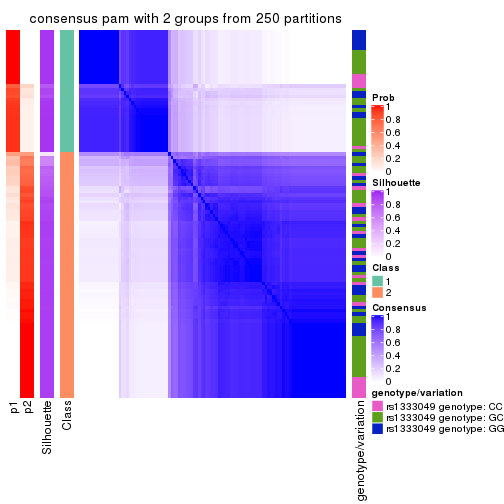 consensus pam with 2 groups from 250 partitions
Prob
1
0.8
0.6
0.4
0.2
0
Silhouette
1
0.8
0.6
0.4
0.2
0
Class
1
2
Consensus
1
0.8
0.6
0.4
0.2
0
genotype/variation
rs1333049 genotype: CC
rs1333049 genotype: GC
rs1333049 genotype: GG
p1
p2
Silhouette
Class
genotype/variation